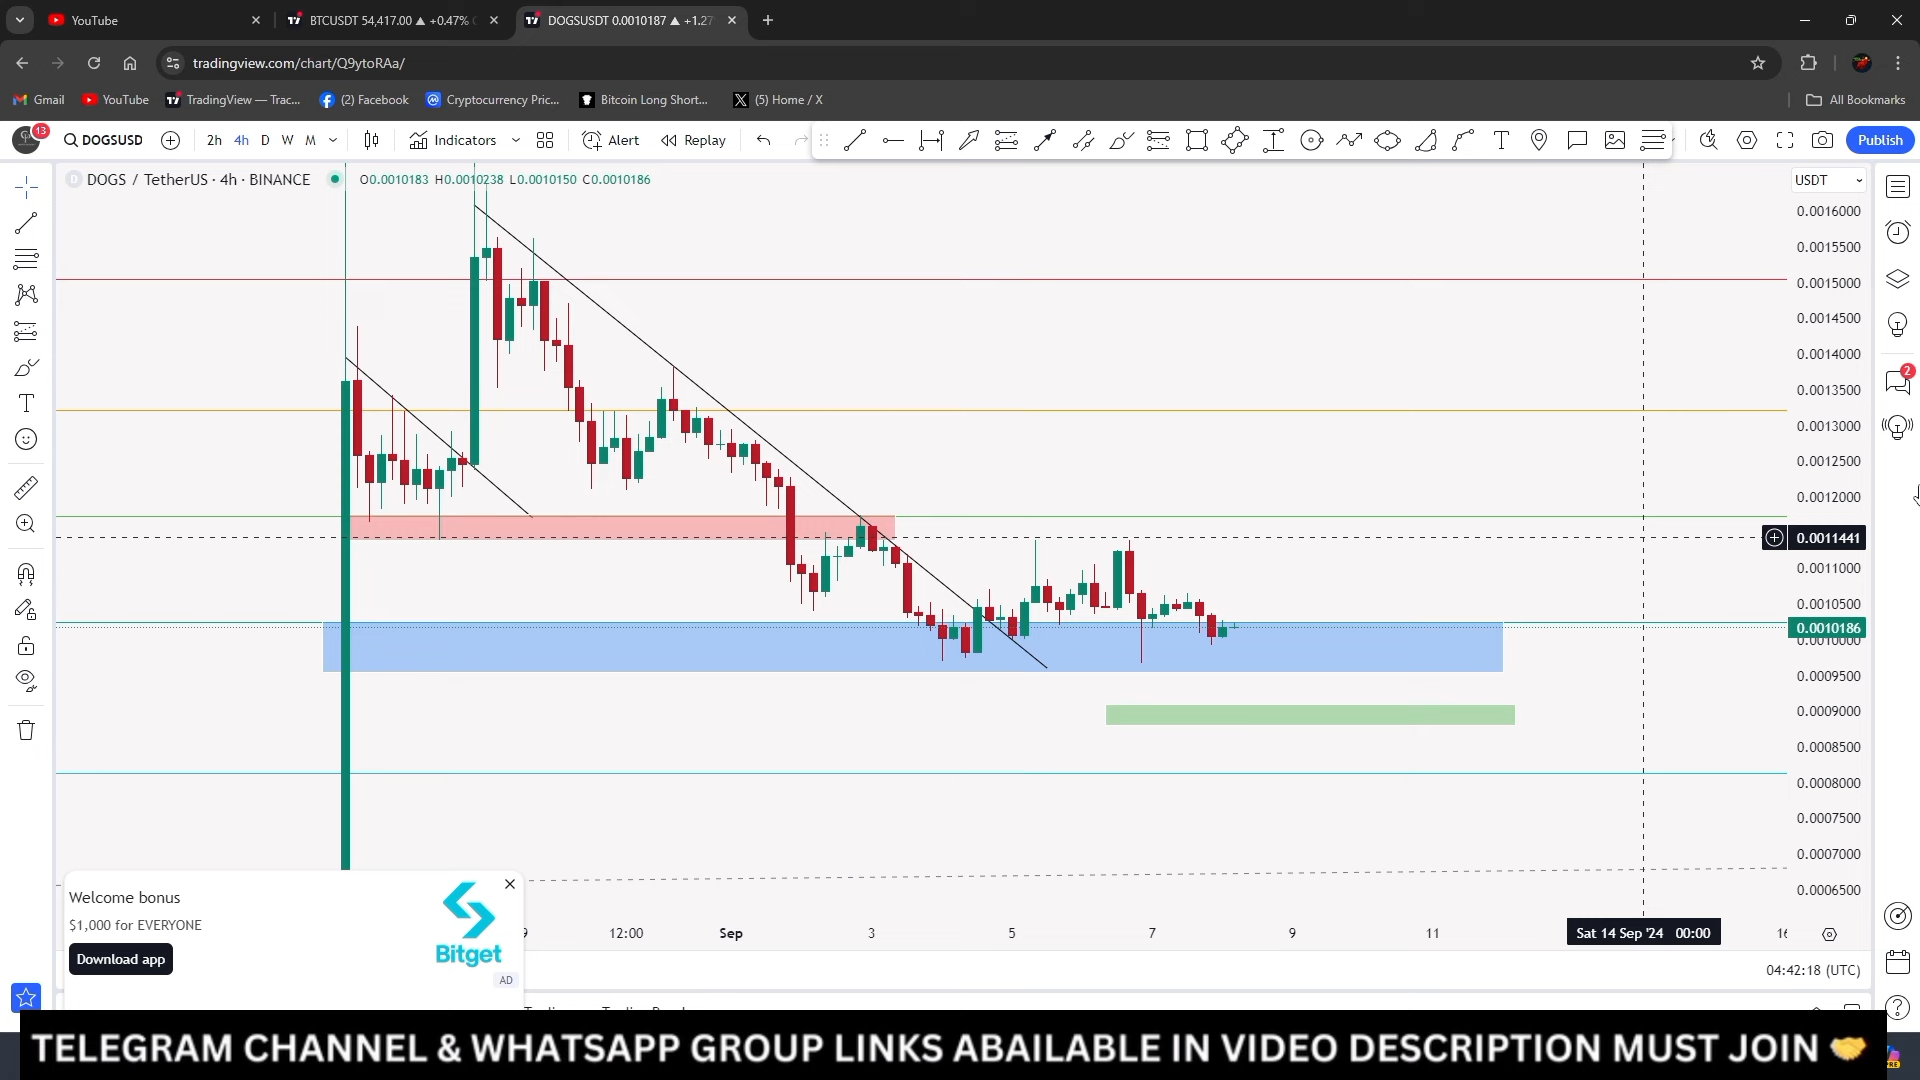 YouTube
BTCUSDT 54,417.00 ▲ +0.47%
DOGSUSDT 0.0010187 ▲ +1.27
tradingview.com/chart/Q9ytoRAa/
Gmail
YouTube
TradingView — Trac...
(2) Facebook
Cryptocurrency Pric...
Bitcoin Long Short...
(5) Home / X
All Bookmarks
13
DOGSUSD
2h
4h
D
W
M
Indicators
Alert
Replay
Publish
D
DOGS / TetherUS · 4h · BINANCE
O0.0010183 H0.0010238 L0.0010150 C0.0010186
USDT
0.0016000
0.0015500
0.0015000
0.0014500
0.0014000
0.0013500
0.0013000
0.0012500
0.0012000
0.0011441
0.0011000
0.0010500
0.0010186
0.0010000
0.0009500
0.0009000
0.0008500
0.0008000
0.0007500
0.0007000
0.0006500
2
Welcome bonus
$1,000 for EVERYONE
Download app
Bitget
AD
12:00
Sep
3
5
7
9
11
Sat 14 Sep '24 00:00
04:42:18 (UTC)
TELEGRAM CHANNEL & WHATSAPP GROUP LINKS ABAILABLE IN VIDEO DESCRIPTION MUST JOIN 🤝